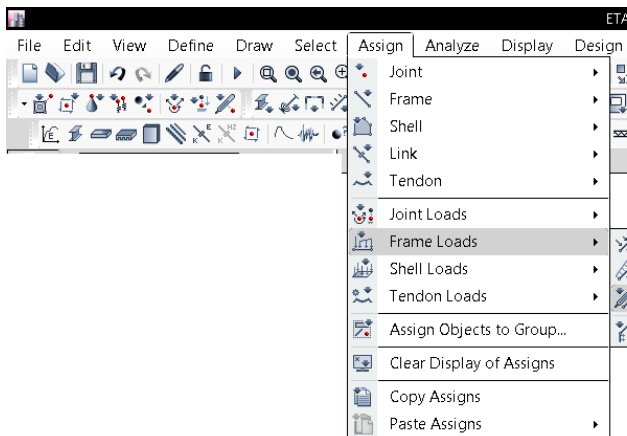 ETA
File Edit View Define Draw Select Assign Analyze Display Design
Joint
Frame
Shell
Link
Tendon
Joint Loads
Frame Loads
Shell Loads
Tendon Loads
Assign Objects to Group...
Clear Display of Assigns
Copy Assigns
Paste Assigns